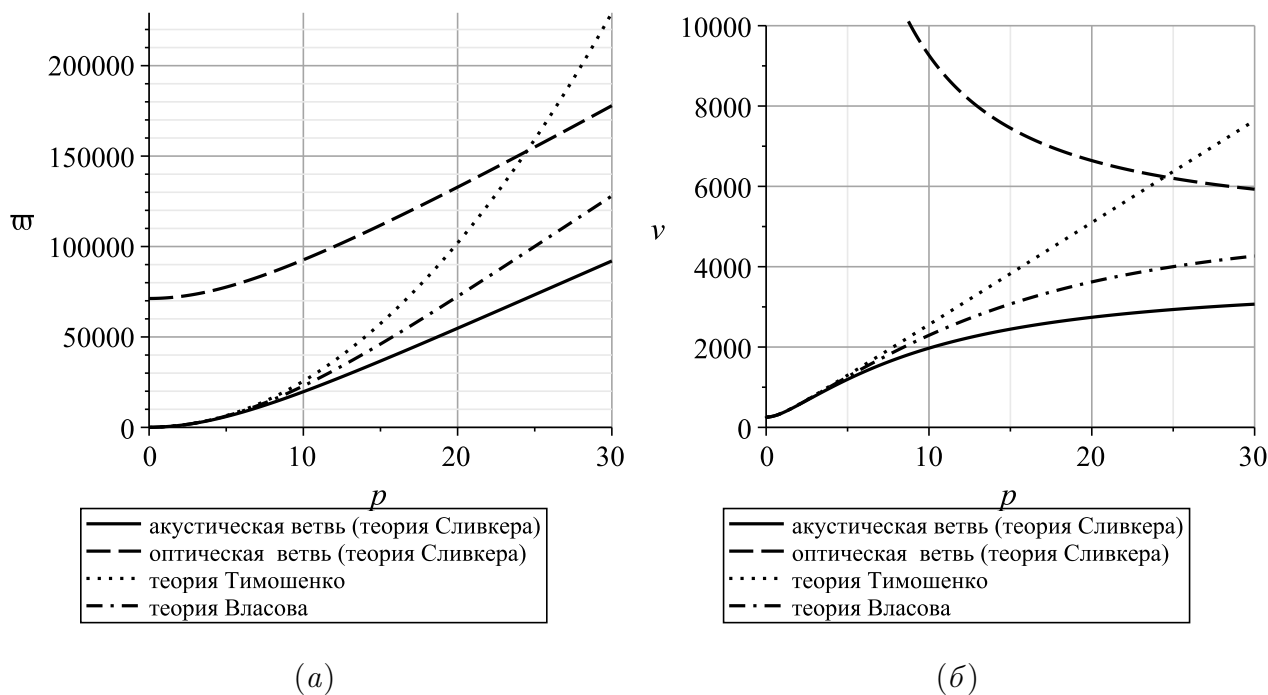 200000
150000
ϖ
100000
50000
0
0 10 20 30
p
акустическая ветвь (теория Сливкера)
оптическая ветвь (теория Сливкера)
теория Тимошенко
теория Власова
(а)
10000
8000
6000
v
4000
2000
0
0 10 20 30
p
акустическая ветвь (теория Сливкера)
оптическая ветвь (теория Сливкера)
теория Тимошенко
теория Власова
(б)